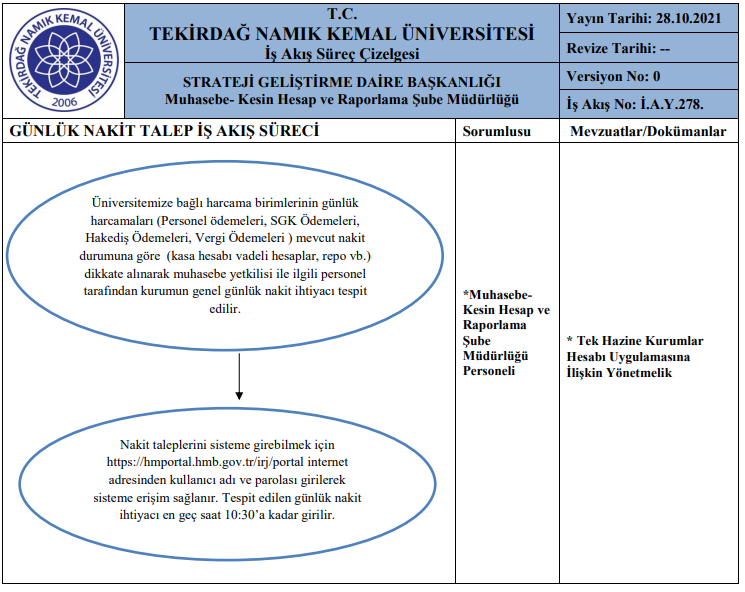 TEKİRDAĞ NAMIK KEMAL ÜNİVERSİTESİ
2006
T.C.
TEKİRDAĞ NAMIK KEMAL ÜNİVERSİTESİ
İş Akış Süreç Çizelgesi
STRATEJİ GELİŞTİRME DAİRE BAŞKANLIĞI
Muhasebe- Kesin Hesap ve Raporlama Şube Müdürlüğü
Yayın Tarihi: 28.10.2021
Revize Tarihi: --
Versiyon No: 0
İş Akış No: İ.A.Y.278.
GÜNLÜK NAKİT TALEP İŞ AKIŞ SÜRECİ
Sorumlusu
Mevzuatlar/Dokümanlar
Üniversitemize bağlı harcama birimlerinin günlük
harcamaları (Personel ödemeleri, SGK Ödemeleri,
Hakediş Ödemeleri, Vergi Ödemeleri ) mevcut nakit
durumuna göre (kasa hesabı vadeli hesaplar, repo vb.)
dikkate alınarak muhasebe yetkilisi ile ilgili personel
tarafından kurumun genel günlük nakit ihtiyacı tespit
edilir.
Nakit taleplerini sisteme girebilmek için
https://hmportal.hmb.gov.tr/irj/portal internet
adresinden kullanıcı adı ve parolası girilerek
sisteme erişim sağlanır. Tespit edilen günlük nakit
ihtiyacı en geç saat 10:30’a kadar girilir.
*Muhasebe-
Kesin Hesap ve
Raporlama
Şube
Müdürlüğü
Personeli
* Tek Hazine Kurumlar
Hesabı Uygulamasına
İlişkin Yönetmelik